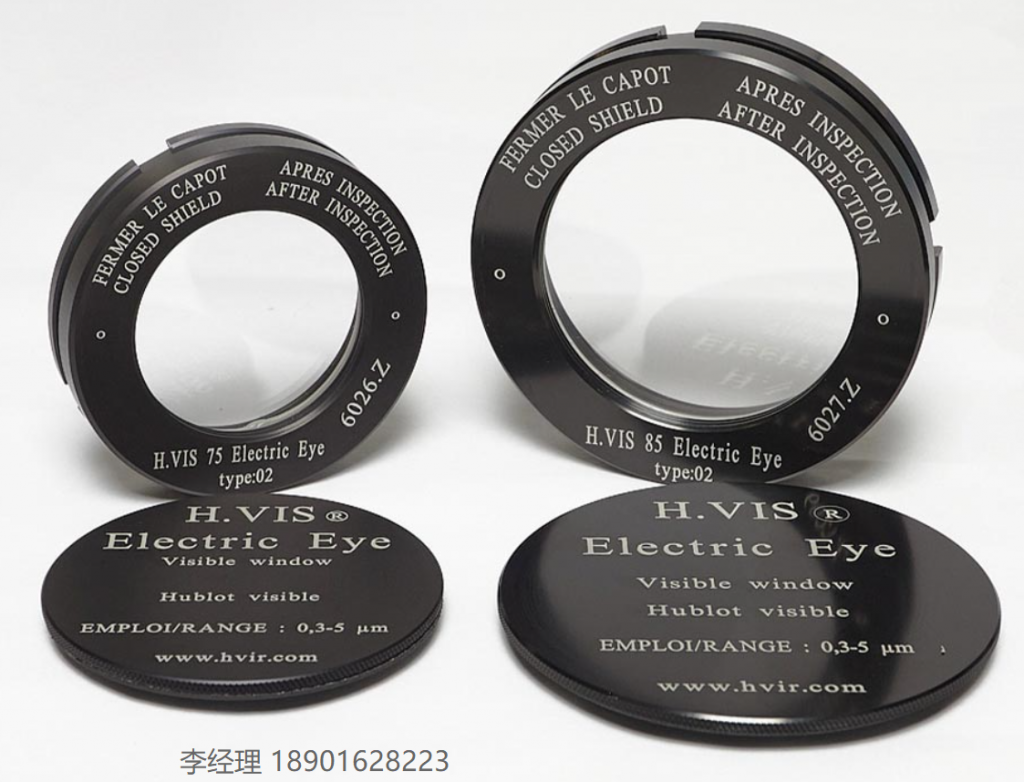 FERMER LE CAPOT
CLOSED SHIELD
APRES INSPECTION
AFTER INSPECTION
6026.Z
H.VIS 75 Electric Eye
type:02
FERMER LE CAPOT
CLOSED SHIELD
APRES INSPECTION
AFTER INSPECTION
6027.Z
H.VIS 85 Electric Eye
type:02
H.VIS ®
Electric Eye
Visible window
Hublot visible
EMPLOI/RANGE : 0,3-5 µm
www.hvir.com
H.VIS ®
Electric Eye
Visible window
Hublot visible
EMPLOI/RANGE : 0,3-5 µm
www.hvir.com
李经理 18901628223